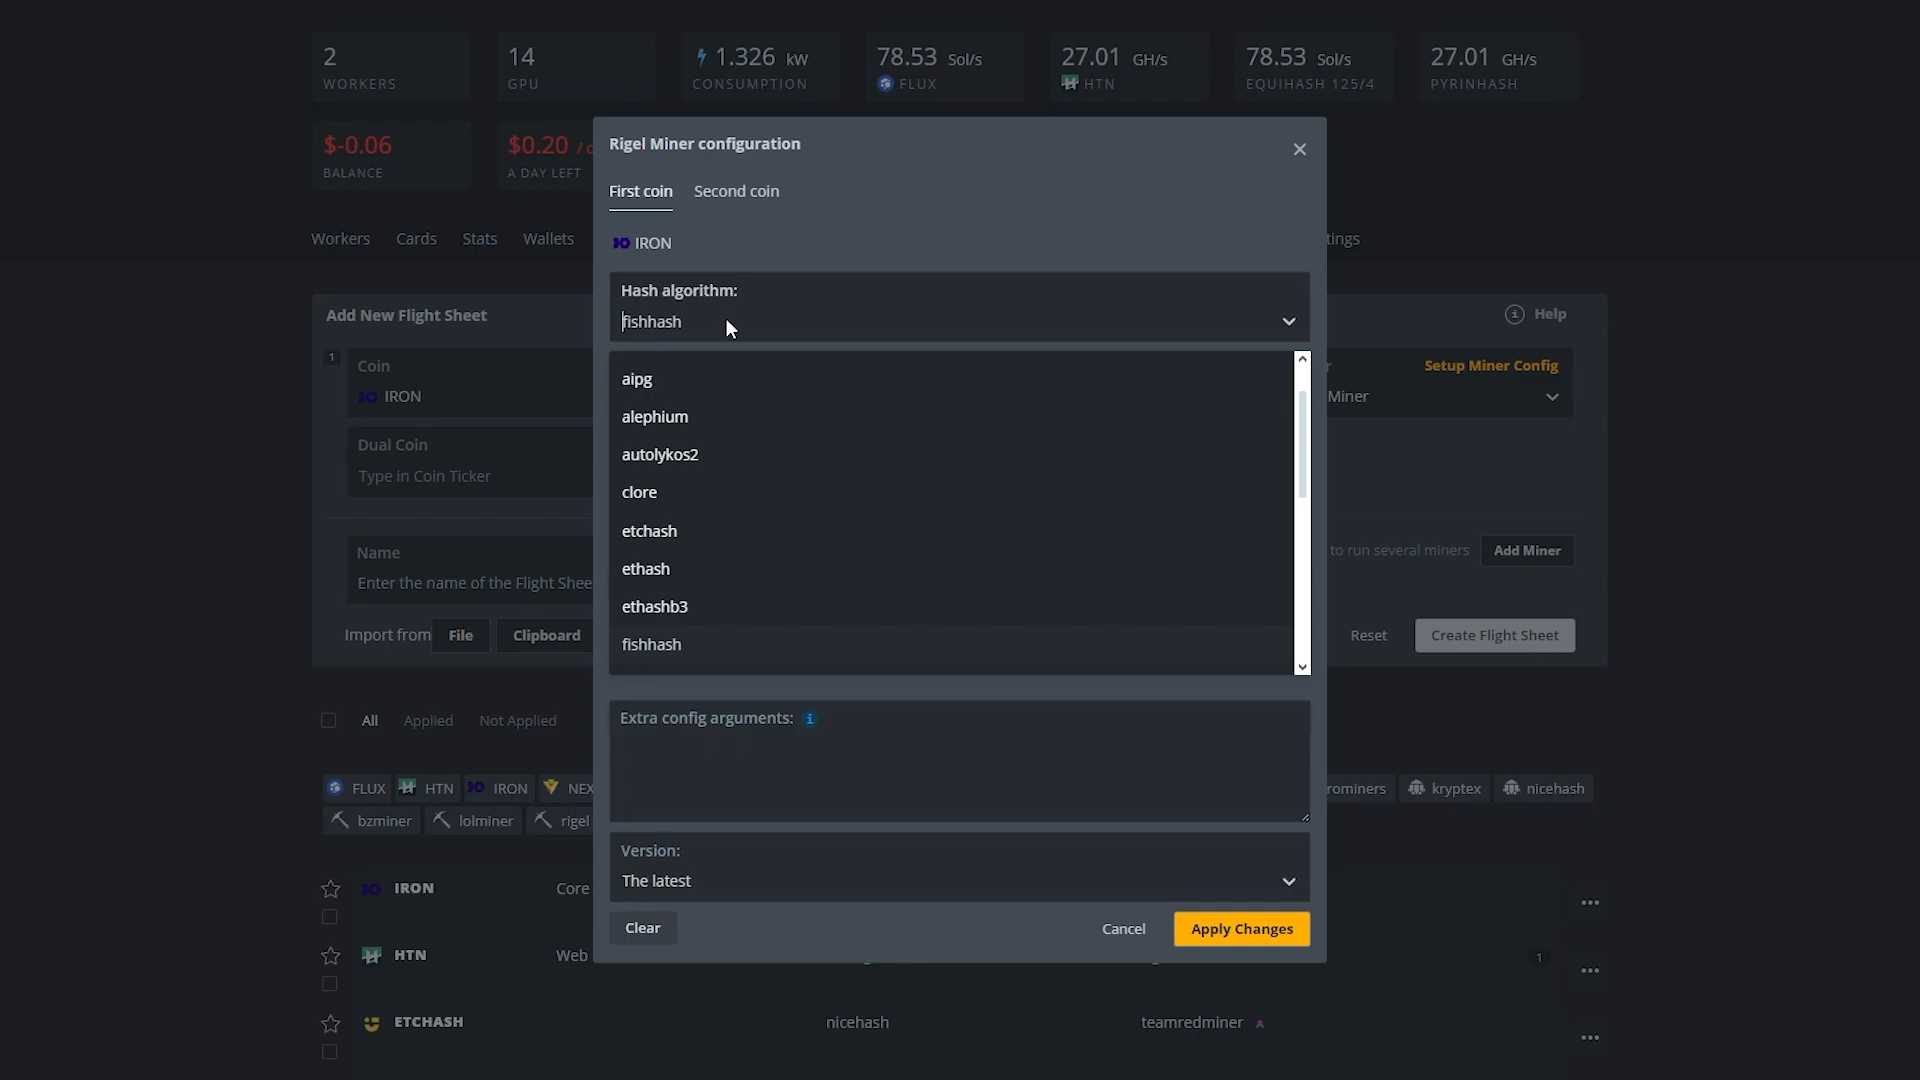 2
WORKERS
14
GPU
1.326 kW
CONSUMPTION
78.53 Sol/s
FLUX
27.01 GH/s
HTN
78.53 Sol/s
EQUIHASH 125/4
27.01 GH/s
PYRINHASH
$-0.06
BALANCE
$0.20 / d
A DAY LEFT
Workers Cards Stats Wallets tings
Rigel Miner configuration
First coin Second coin
IRON
Hash algorithm:
fishhash
aipg
alephium
autolykos2
clore
etchash
ethash
ethashb3
fishhash
Extra config arguments:
Version:
The latest
Clear Cancel Apply Changes
Add New Flight Sheet Help
1
Coin
IRON
Setup Miner Config
Miner
Dual Coin
Type in Coin Ticker
Name
Enter the name of the Flight Shee
to run several miners Add Miner
Import from File Clipboard Reset Create Flight Sheet
All Applied Not Applied
FLUX HTN IRON NEX rominers kryptex nicehash
bzminer lolminer rigel
IRON Core
HTN Web 1
ETCHASH nicehash teamredminer A